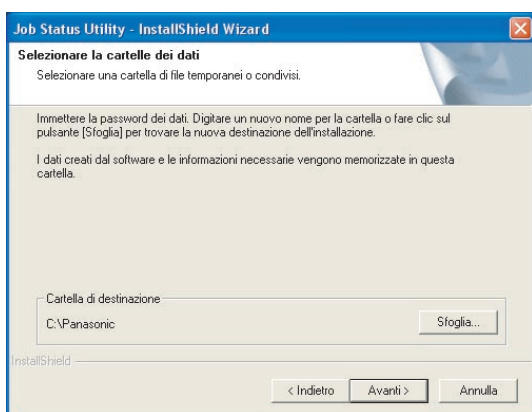 Job Status Utility - InstallShield Wizard
Selezionare la cartelle dei dati
Selezionare una cartella di file temporanei o condivisi.
Immettere la password dei dati. Digitare un nuovo nome per la cartella o fare clic sul
pulsante [Sfoglia] per trovare la nuova destinazione dell'installazione.
I dati creati dal software e le informazioni necessarie vengono memorizzate in questa
cartella.
Cartella di destinazione
C:\Panasonic
Sfoglia...
InstallShield
< Indietro
Avanti >
Annulla